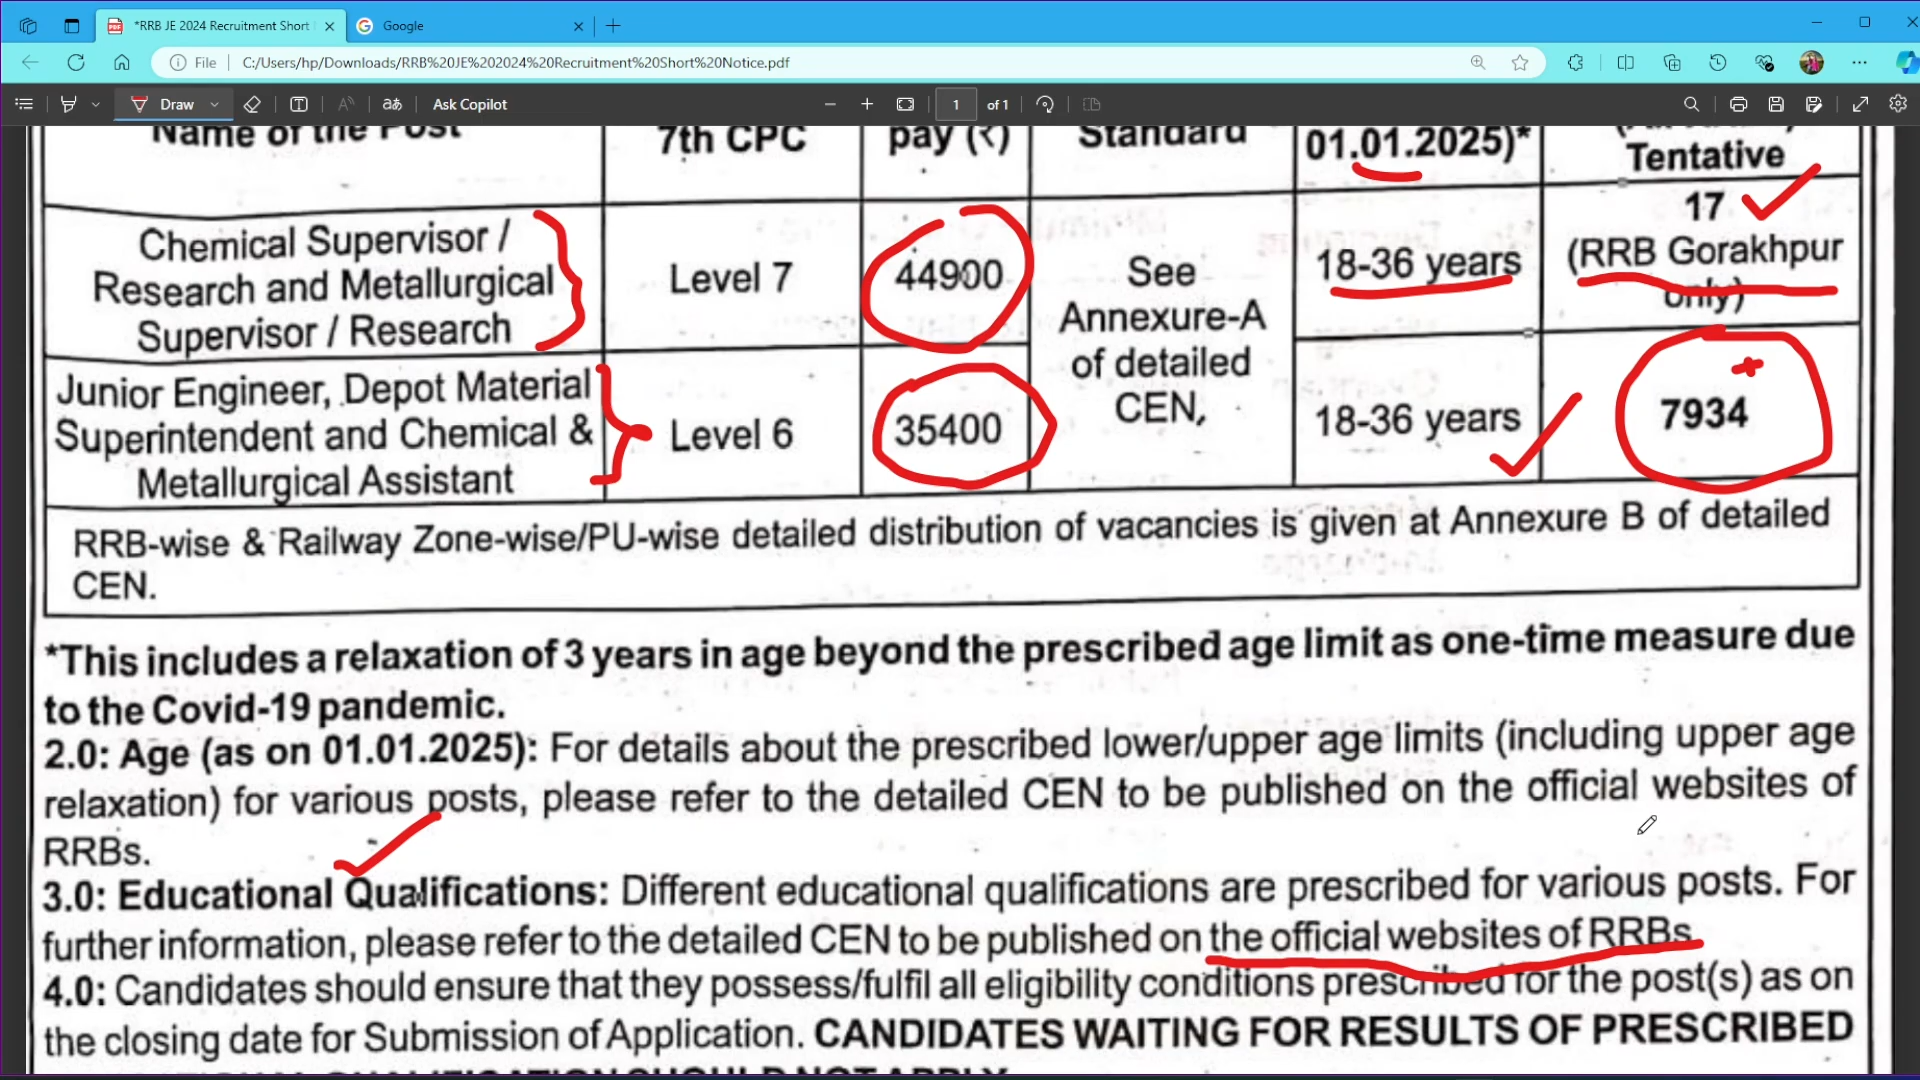 *RRB JE 2024 Recruitment Short
Google
File
C:/Users/hp/Downloads/RRB%20JE%202024%20Recruitment%20Short%20Notice.pdf
Draw
aあ
Ask Copilot
1
of 1
Name of the Post
7th CPC
pay (₹)
Standard
01.01.2025)*
Tentative
Chemical Supervisor /
Research and Metallurgical
Supervisor / Research
Level 7
44900
See
Annexure-A
of detailed
CEN,
18-36 years
17
(RRB Gorakhpur
only)
Junior Engineer, Depot Material
Superintendent and Chemical &
Metallurgical Assistant
Level 6
35400
18-36 years
7934
RRB-wise & Railway Zone-wise/PU-wise detailed distribution of vacancies is given at Annexure B of detailed
CEN.
*This includes a relaxation of 3 years in age beyond the prescribed age limit as one-time measure due
to the Covid-19 pandemic.
2.0: Age (as on 01.01.2025): For details about the prescribed lower/upper age limits (including upper age
relaxation) for various posts, please refer to the detailed CEN to be published on the official websites of
RRBs.
3.0: Educational Qualifications: Different educational qualifications are prescribed for various posts. For
further information, please refer to the detailed CEN to be published on the official websites of RRBs.
4.0: Candidates should ensure that they possess/fulfil all eligibility conditions prescribed for the post(s) as on
the closing date for Submission of Application. CANDIDATES WAITING FOR RESULTS OF PRESCRIBED